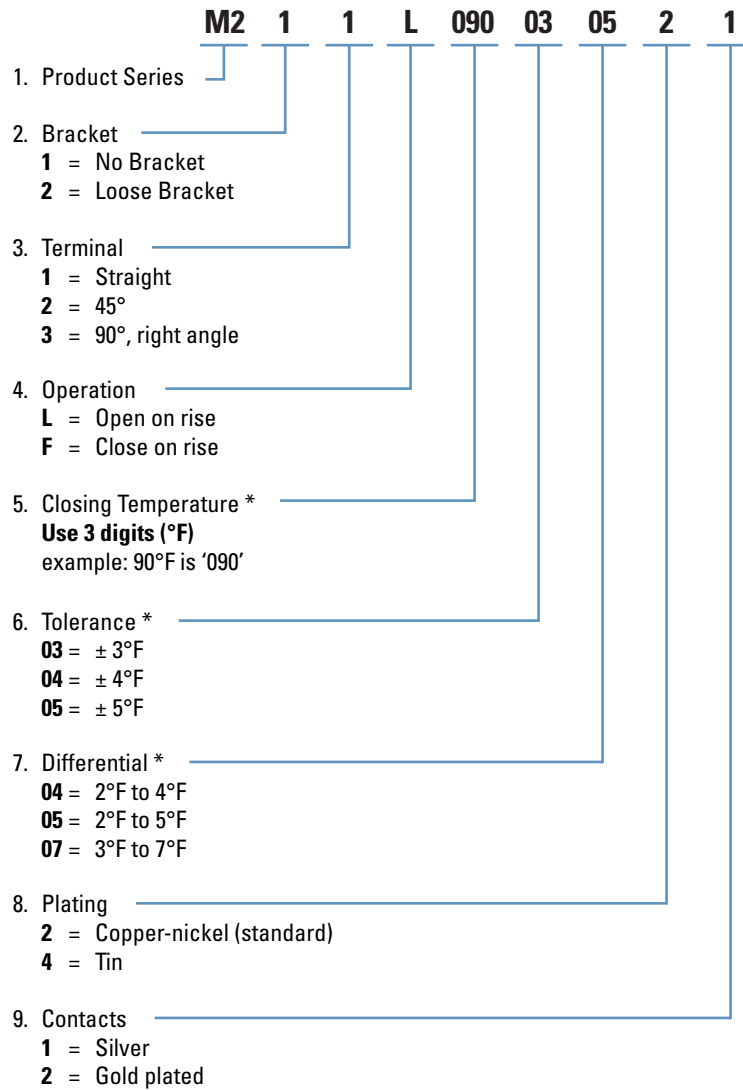 M2 1 1 L 090 03 05 2 1
1. Product Series
2. Bracket
1 = No Bracket
2 = Loose Bracket
3. Terminal
1 = Straight
2 = 45°
3 = 90°, right angle
4. Operation
L = Open on rise
F = Close on rise
5. Closing Temperature *
Use 3 digits (°F)
example: 90°F is ‘090’
6. Tolerance *
03 = ± 3°F
04 = ± 4°F
05 = ± 5°F
7. Differential *
04 = 2°F to 4°F
05 = 2°F to 5°F
07 = 3°F to 7°F
8. Plating
2 = Copper-nickel (standard)
4 = Tin
9. Contacts
1 = Silver
2 = Gold plated